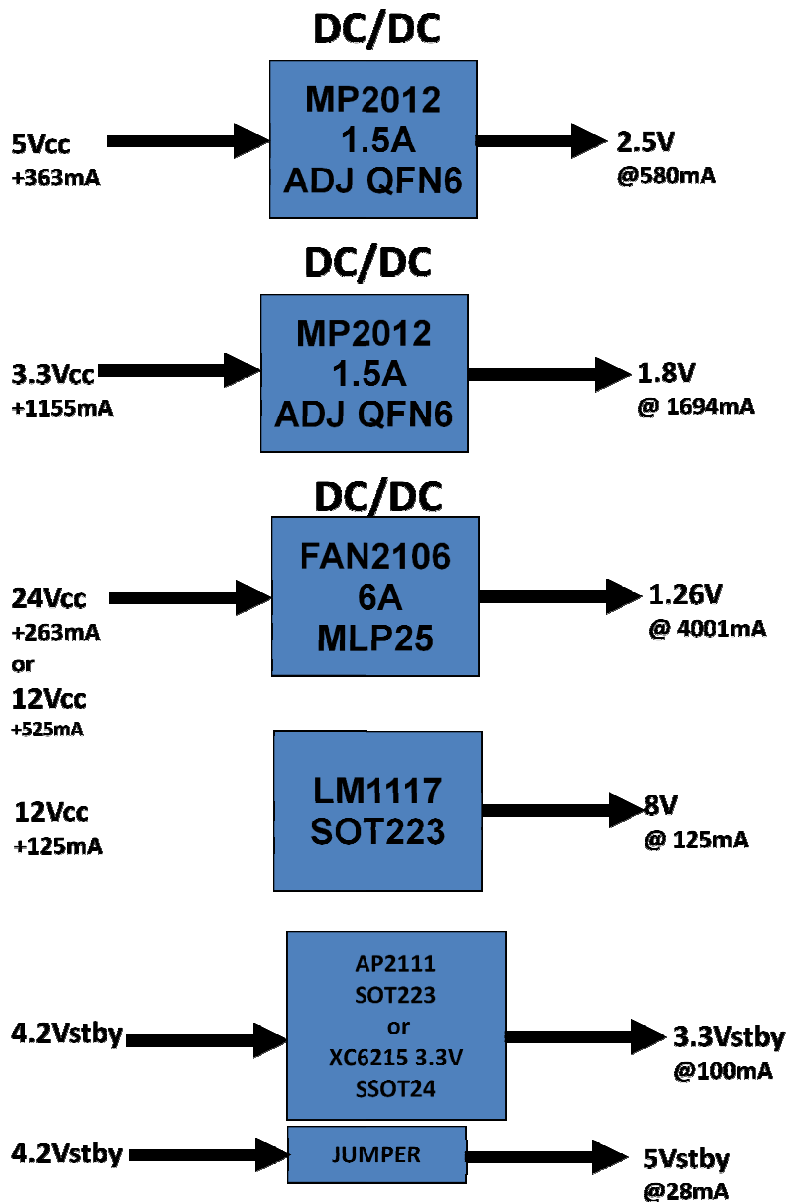 DC/DC
MP2012
1.5A
ADJ QFN6
5Vcc
+363mA
2.5V
@580mA
DC/DC
MP2012
1.5A
ADJ QFN6
3.3Vcc
+1155mA
1.8V
@ 1694mA
DC/DC
FAN2106
6A
MLP25
24Vcc
+263mA
or
12Vcc
+525mA
1.26V
@ 4001mA
LM1117
SOT223
12Vcc
+125mA
8V
@ 125mA
AP2111
SOT223
or
XC6215 3.3V
SSOT24
4.2Vstby
3.3Vstby
@100mA
4.2Vstby
JUMPER
5Vstby
@28mA